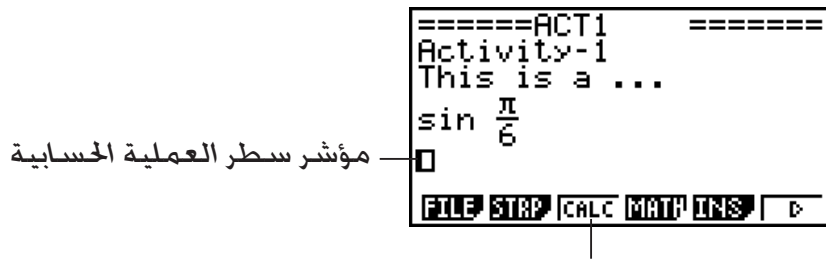 ======ACT1 =======
Activity-1
This is a ...
sin π/6
مؤشر سطر العملية الحسابية
FILE STRP CALC MATH INS ▷